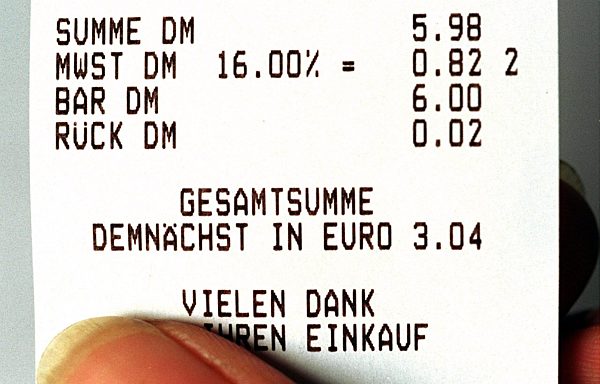 SUMME DM 5.98
MWST DM 16.00% = 0.82 2
BAR DM 6.00
RÜCK DM 0.02
GESAMTSUMME
DEMNÄCHST IN EURO 3.04
VIELEN DANK
IHREN EINKAUF